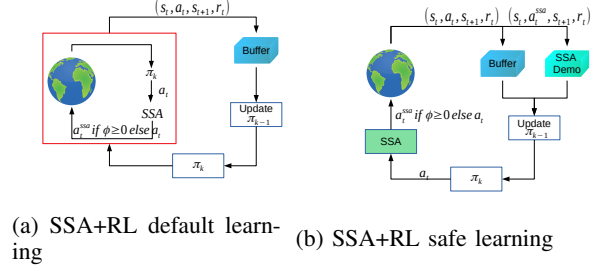 (s_t, a_t, s_{t+1}, r_t)
Buffer
π_k
a_t
SSA
a_t^{ssa} if ϕ≥0 else a_t
Update
π_{k−1}
π_k
(a) SSA+RL default learn-
ing
(s_t, a_t, s_{t+1}, r_t) (s_t, a_t^{ssa}, s_{t+1}, r_t)
Buffer
SSA
Demo
a_t^{ssa} if ϕ≥0 else a_t
Update
π_{k−1}
SSA
a_t
π_k
(b) SSA+RL safe learning